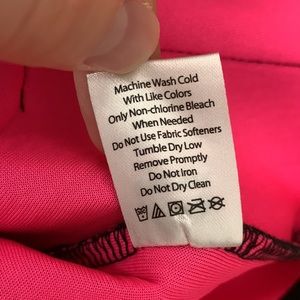 Machine Wash Cold
With Like Colors
Only Non-chlorine Bleach
When Needed
Do Not Use Fabric Softeners
Tumble Dry Low
Remove Promptly
Do Not Iron
Do Not Dry Clean